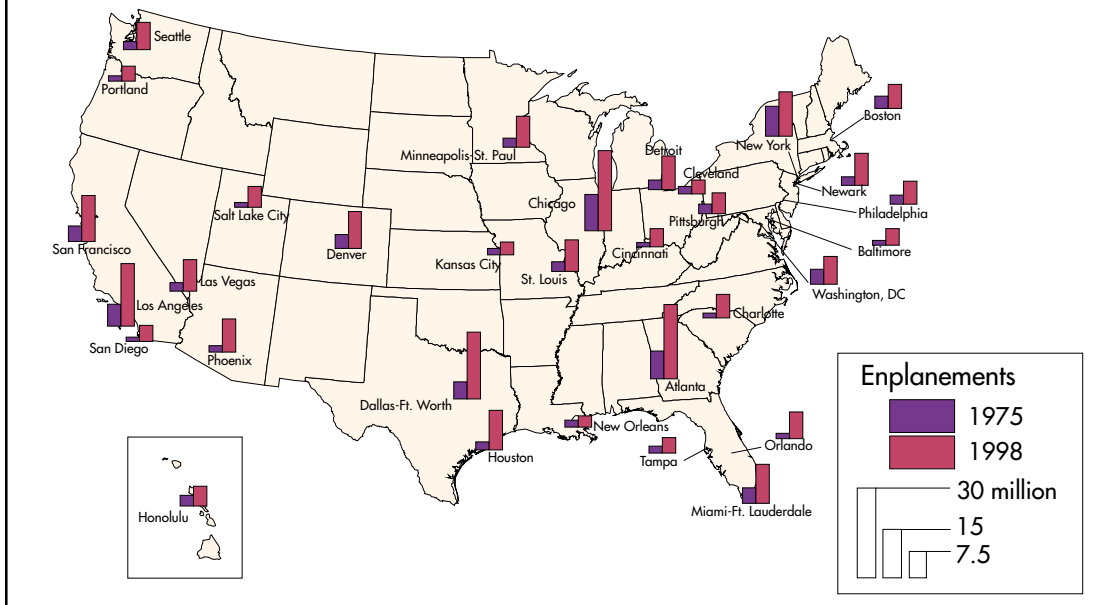 Seattle
Portland
Boston
Minneapolis-St. Paul
Detroit
New York
Cleveland
Newark
Salt Lake City
Chicago
Pittsburgh
Philadelphia
San Francisco
Denver
Kansas City
St. Louis
Cincinnati
Baltimore
Las Vegas
Los Angeles
Washington, DC
Charlotte
San Diego
Phoenix
Dallas-Ft. Worth
Atlanta
New Orleans
Houston
Tampa
Orlando
Miami-Ft. Lauderdale
Honolulu
Enplanements
1975
1998
30 million
15
7.5